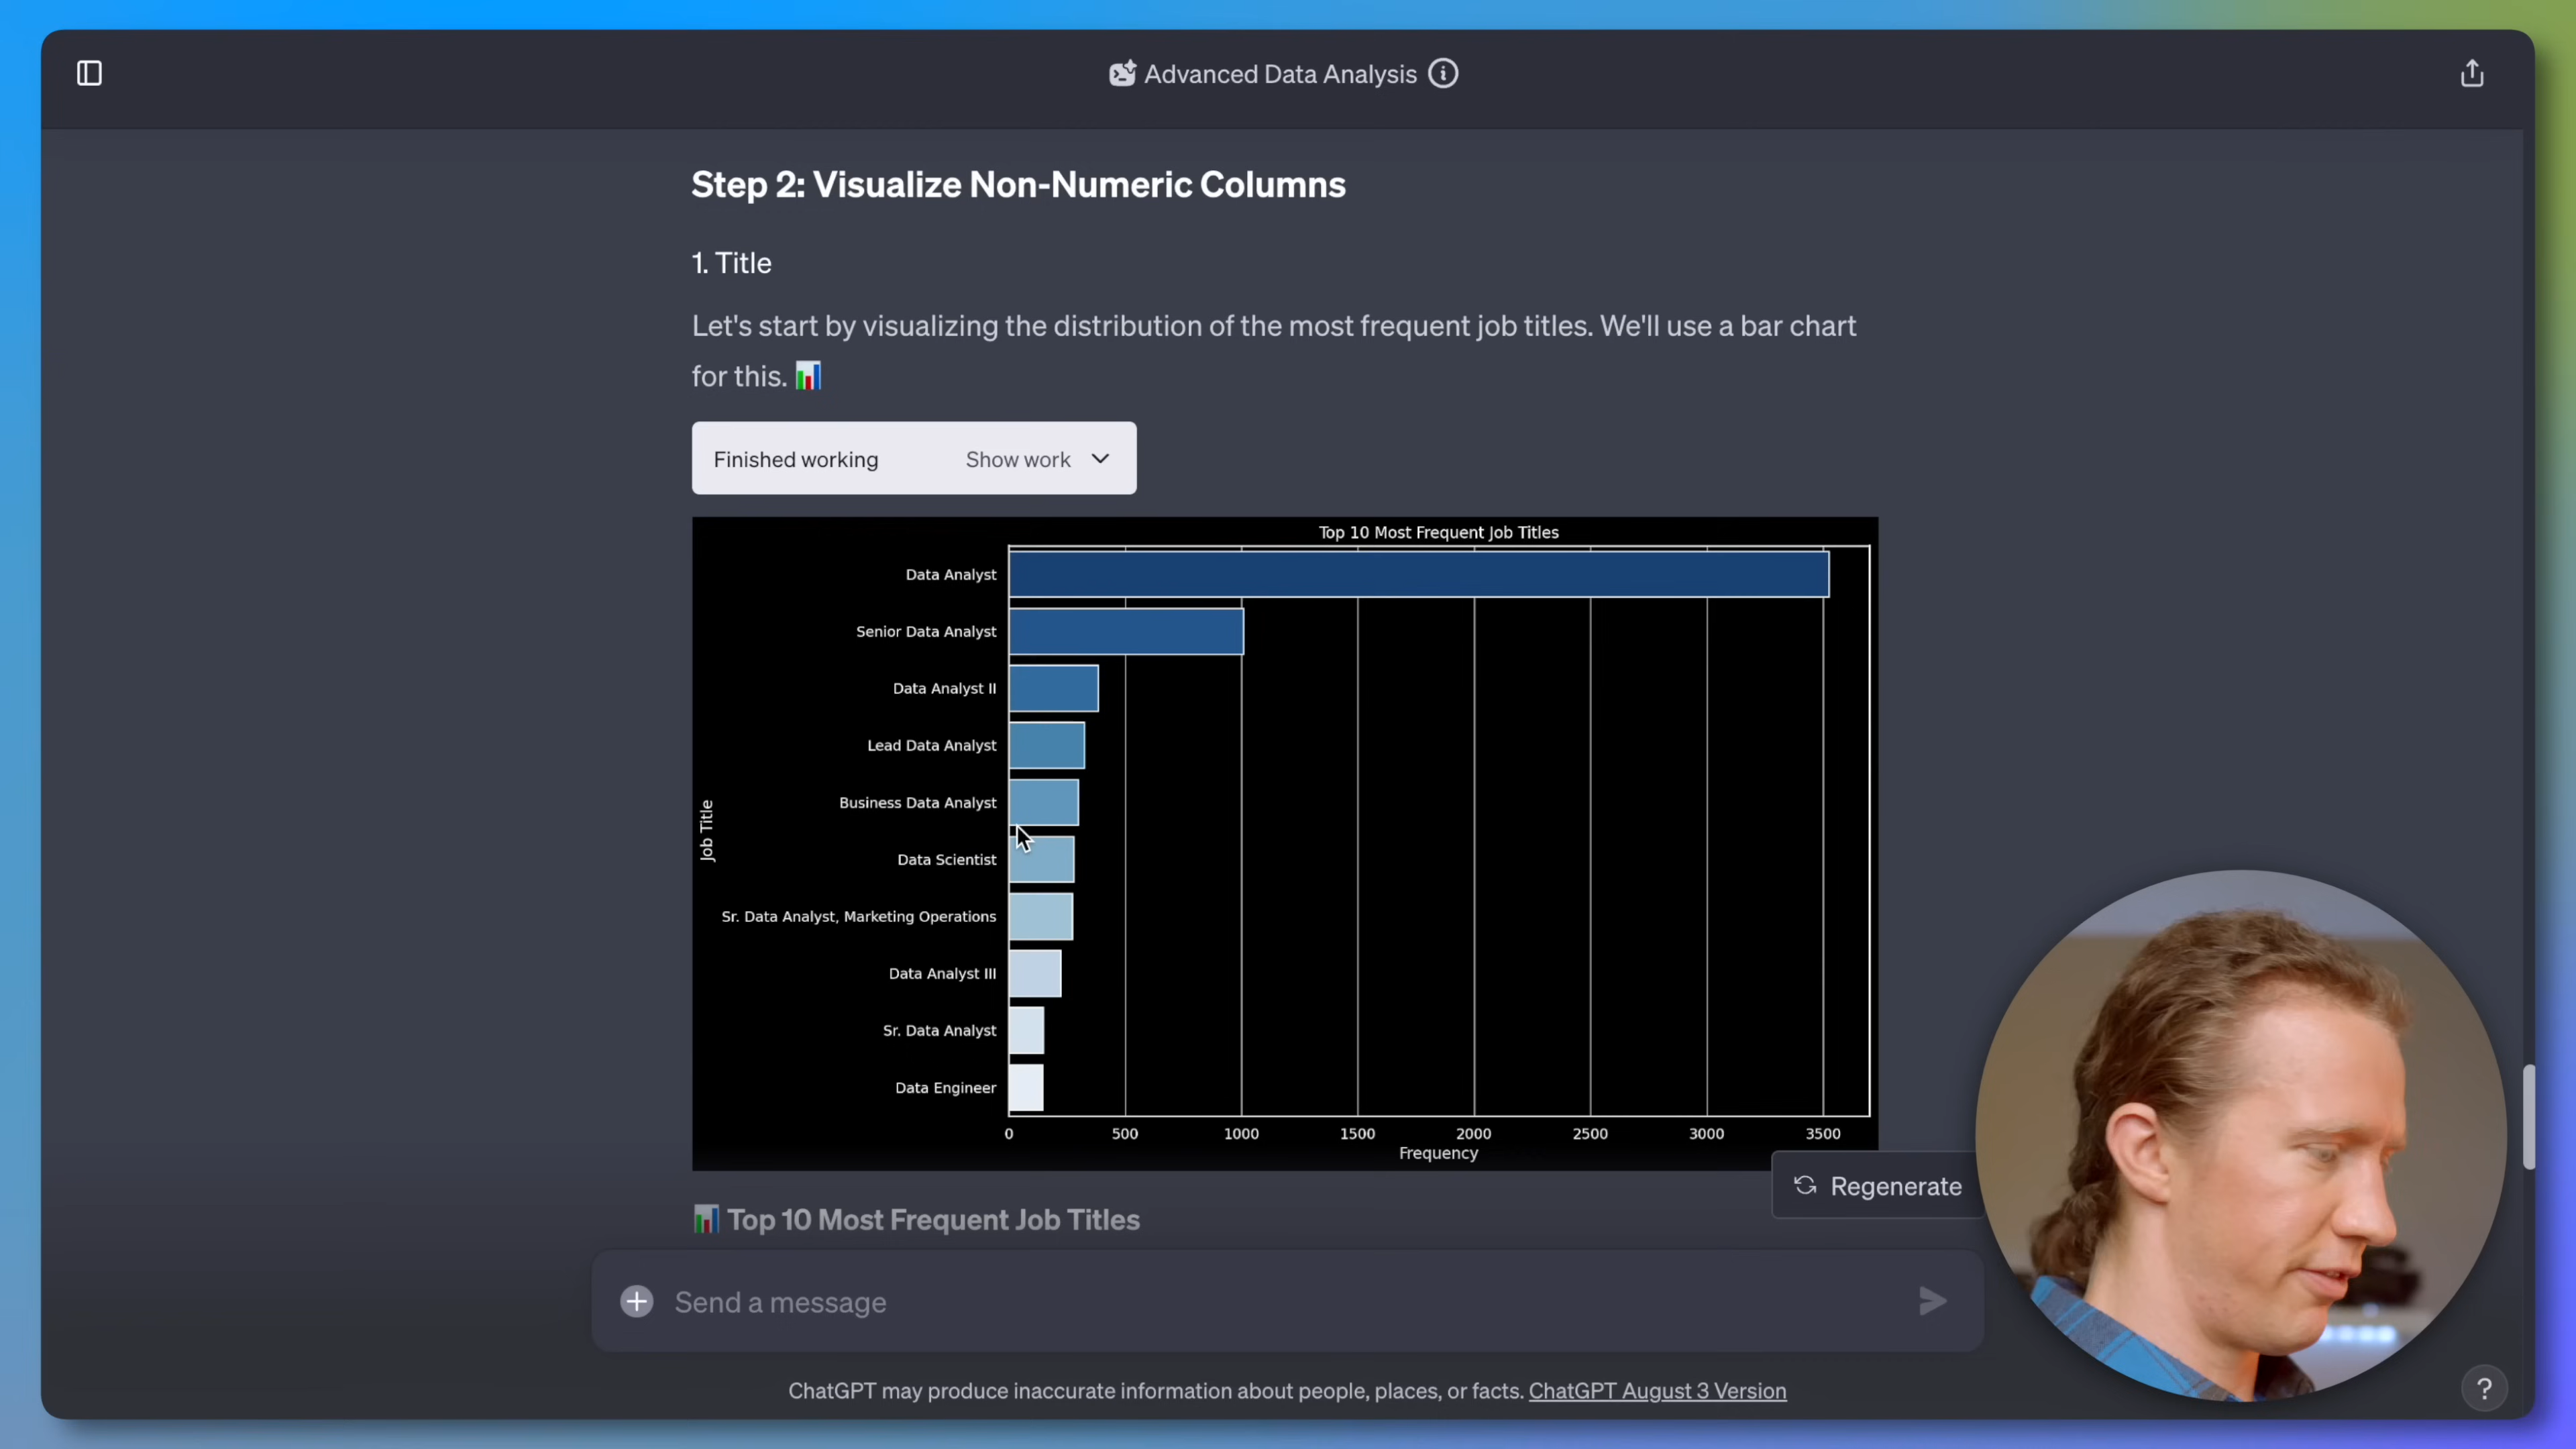 Advanced Data Analysis
Step 2: Visualize Non-Numeric Columns
1. Title
Let's start by visualizing the distribution of the most frequent job titles. We'll use a bar chart
for this.
Finished working Show work
Top 10 Most Frequent Job Titles
Data Analyst
Senior Data Analyst
Data Analyst II
Lead Data Analyst
Business Data Analyst
Data Scientist
Sr. Data Analyst, Marketing Operations
Data Analyst III
Sr. Data Analyst
Data Engineer
Job Title
0 500 1000 1500 2000 2500 3000 3500
Frequency
Regenerate
Top 10 Most Frequent Job Titles
Send a message
ChatGPT may produce inaccurate information about people, places, or facts. ChatGPT August 3 Version
?